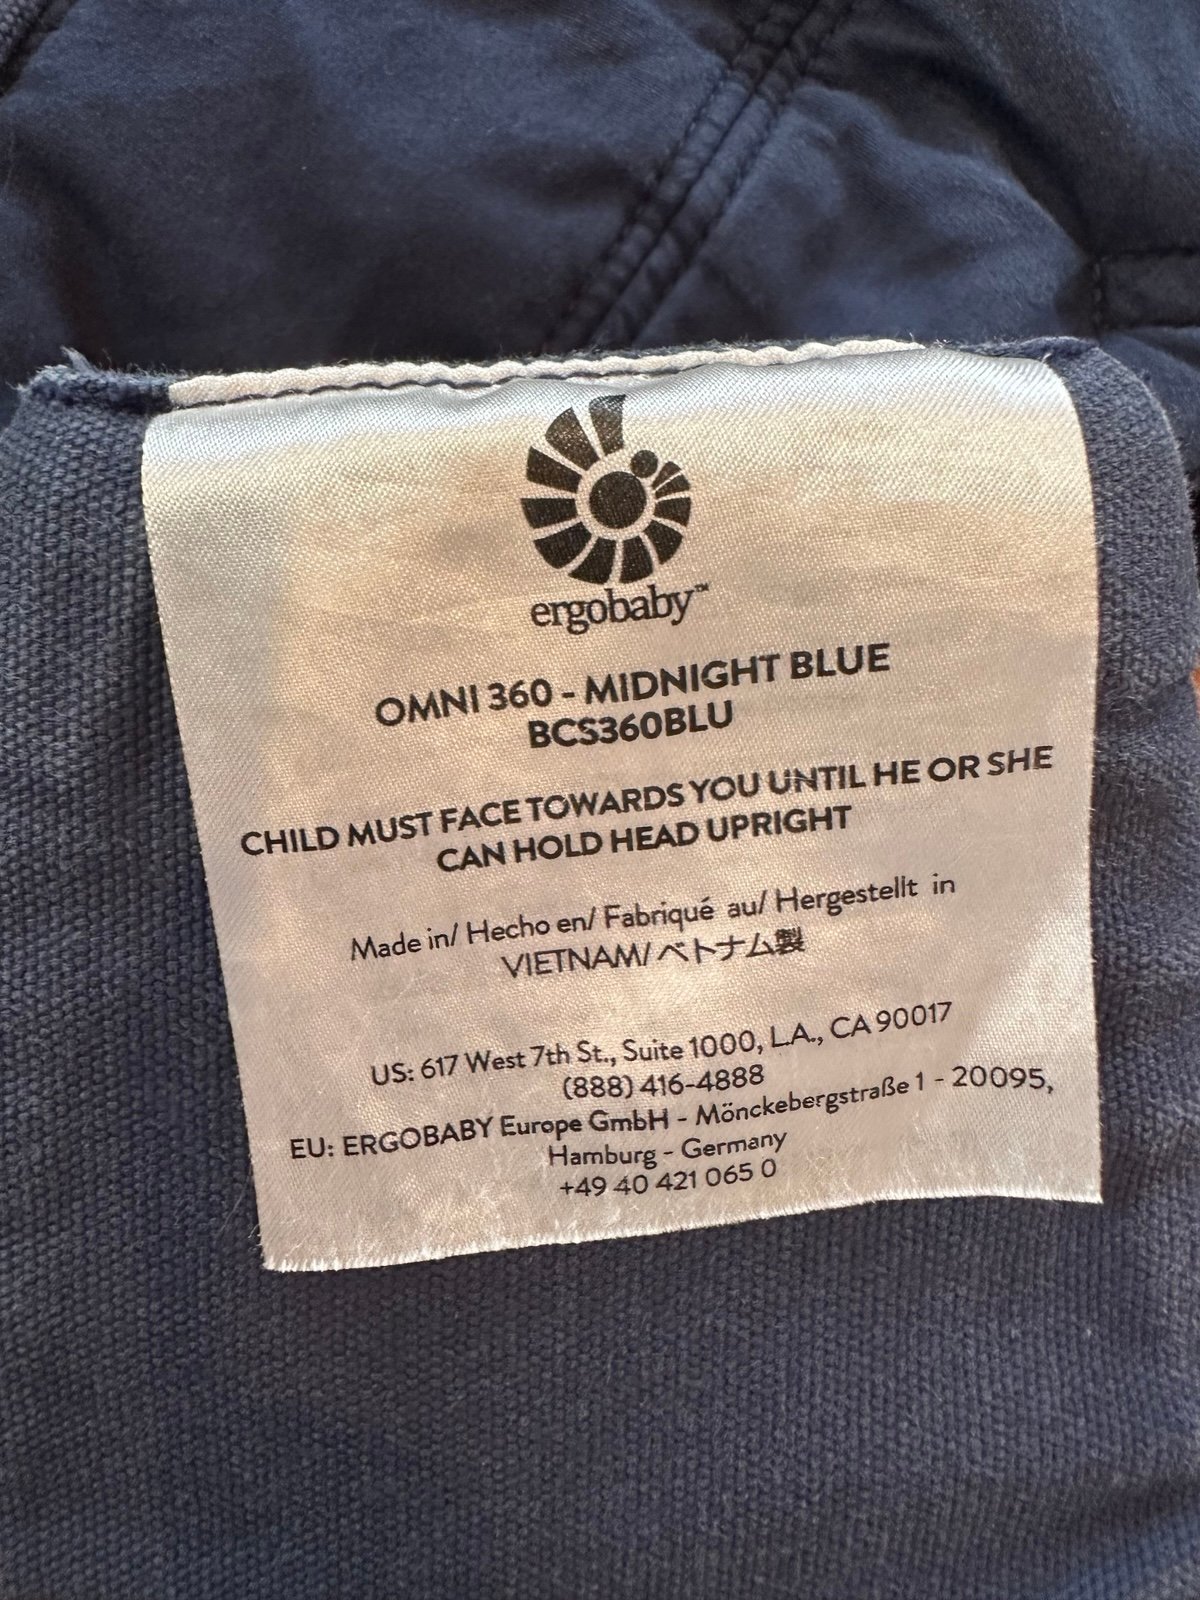 ergobaby™
OMNI 360 - MIDNIGHT BLUE
BCS360BLU
CHILD MUST FACE TOWARDS YOU UNTIL HE OR SHE
CAN HOLD HEAD UPRIGHT
Made in/ Hecho en/ Fabriqué au/ Hergestellt in
VIETNAM/ ベトナム製
US: 617 West 7th St., Suite 1000, L.A., CA 90017
(888) 416-4888
EU: ERGOBABY Europe GmbH - Mönckebergstraße 1 - 20095,
Hamburg - Germany
+49 40 421 065 0